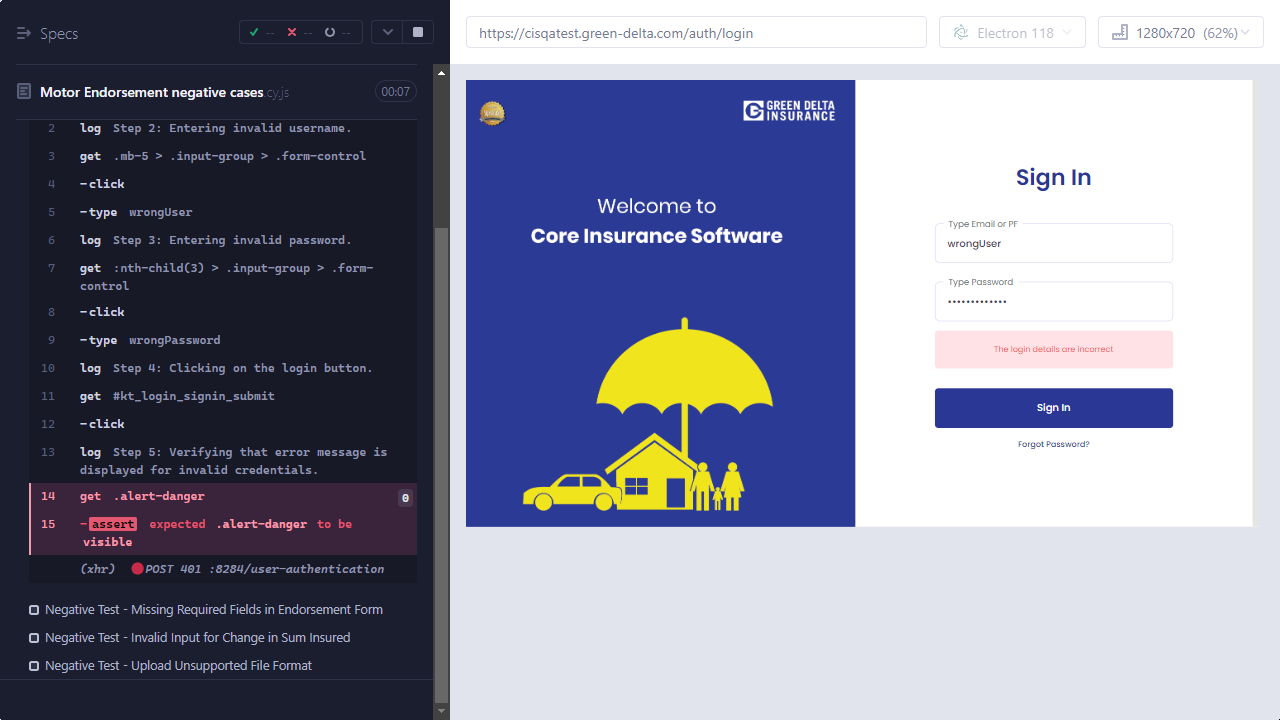 Specs
-- -- --
https://cisqatest.green-delta.com/auth/login
Electron 118
1280x720 (62%)
Motor Endorsement negative cases.cy.js
00:07
2 log Step 2: Entering invalid username.
3 get .mb-5 > .input-group > .form-control
4 -click
5 -type wrongUser
6 log Step 3: Entering invalid password.
7 get :nth-child(3) > .input-group > .form-
control
8 -click
9 -type wrongPassword
10 log Step 4: Clicking on the login button.
11 get #kt_login_signin_submit
12 -click
13 log Step 5: Verifying that error message is
displayed for invalid credentials.
14 get .alert-danger 0
15 -assert expected .alert-danger to be
visible
(xhr) POST 401 :8284/user-authentication
Negative Test - Missing Required Fields in Endorsement Form
Negative Test - Invalid Input for Change in Sum Insured
Negative Test - Upload Unsupported File Format
GREEN DELTA
INSURANCE
Welcome to
Core Insurance Software
Sign In
Type Email or PF
wrongUser
Type Password
•••••••••••••
The login details are incorrect
Sign In
Forgot Password?